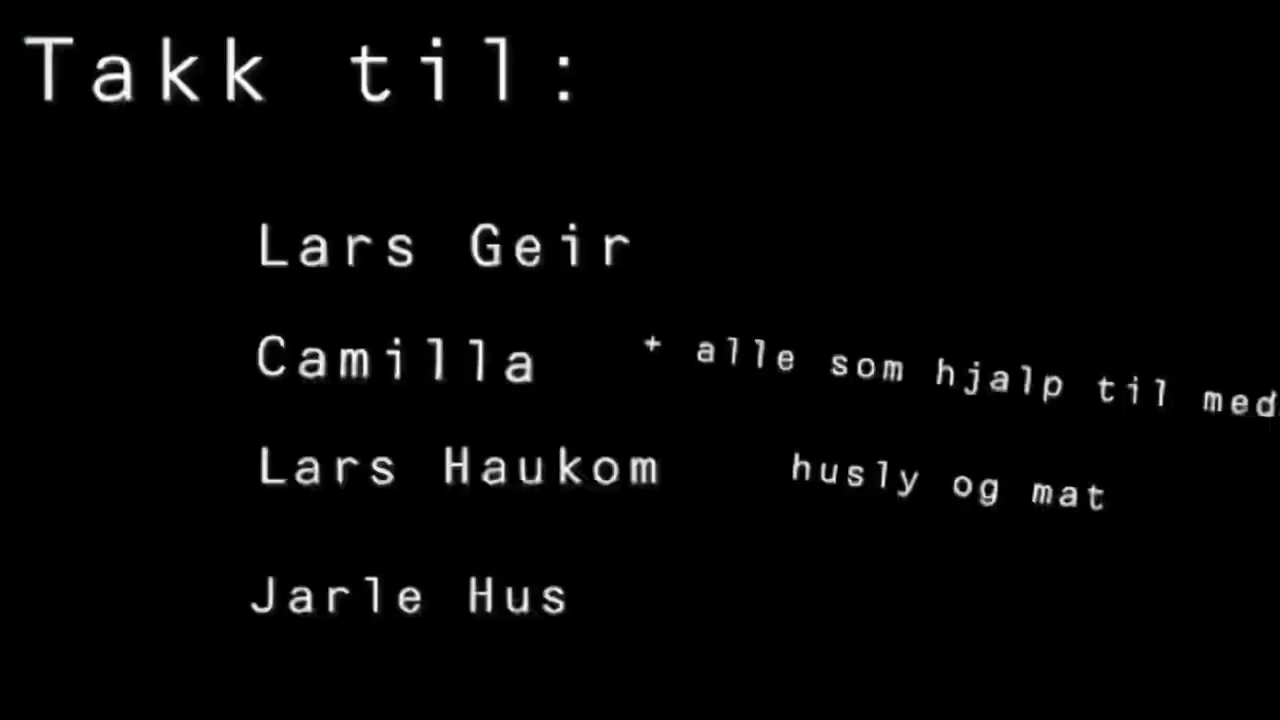 Takk til:
Lars Geir
Camilla
+ alle som hjalp til med
Lars Haukom
husly og mat
Jarle Hus